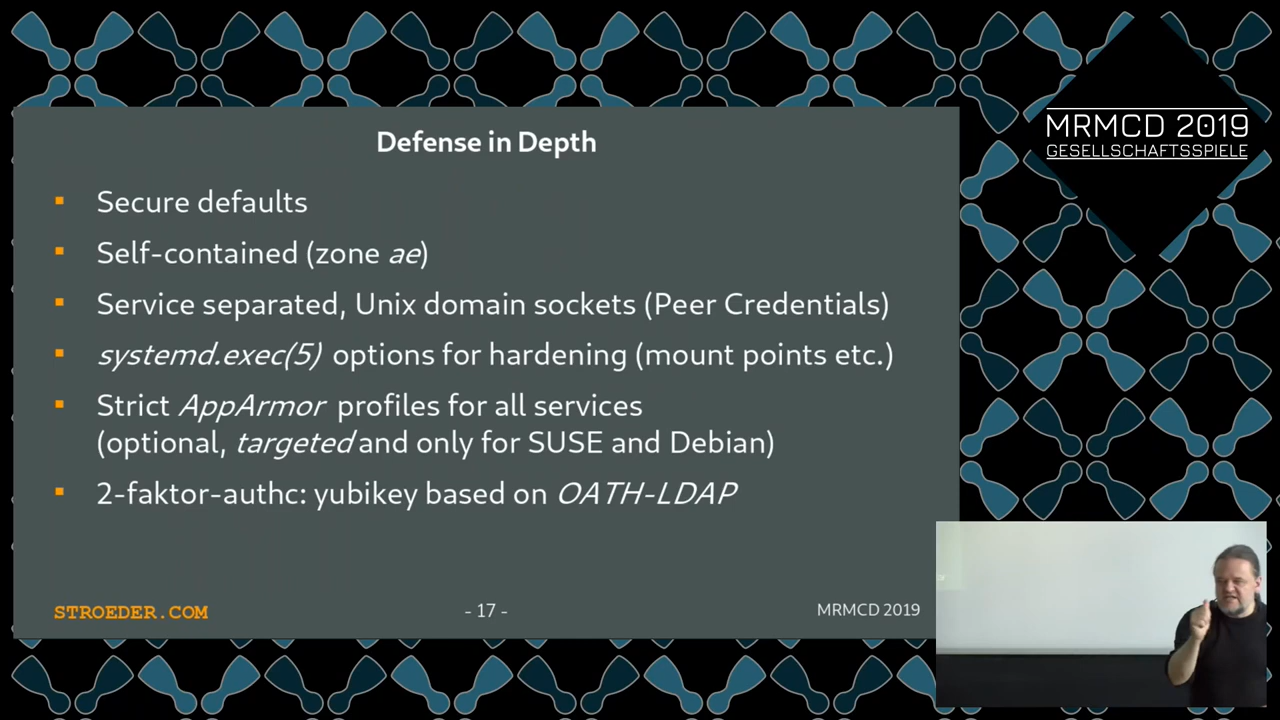 Defense in Depth
Secure defaults
Self-contained (zone ae)
Service separated, Unix domain sockets (Peer Credentials)
systemd.exec(5) options for hardening (mount points etc.)
Strict AppArmor profiles for all services
(optional, targeted and only for SUSE and Debian)
2-faktor-authc: yubikey based on OATH-LDAP
STROEDER.COM
- 17 -
MRMCD 2019
MRMCD 2019
GESELLSCHAFTSSPIELE